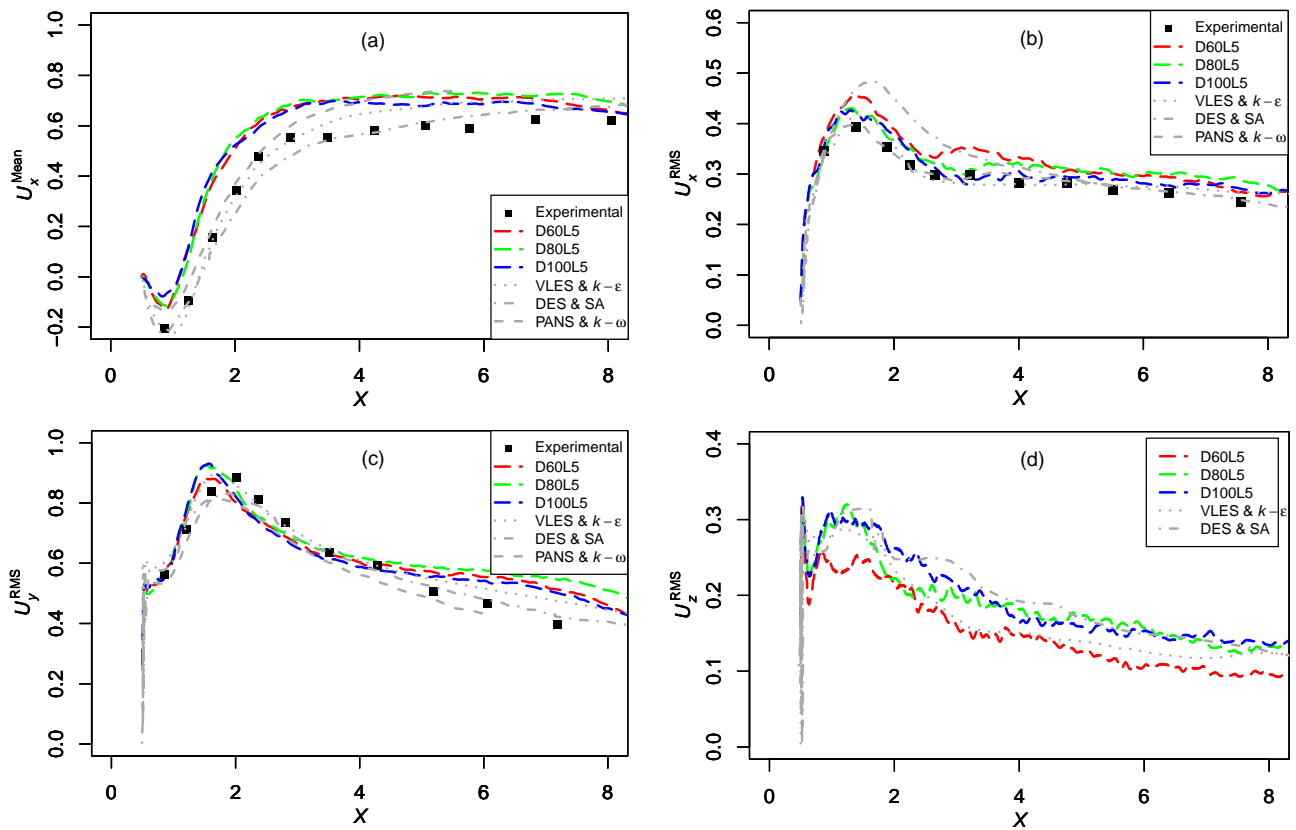 (a)
U_x^Mean
1.0
0.8
0.6
0.4
0.2
0.0
−0.2
0 2 4 6 8
X
Experimental
D60L5
D80L5
D100L5
VLES & k−ε
DES & SA
PANS & k−ω
(b)
U_x^RMS
0.6
0.5
0.4
0.3
0.2
0.1
0.0
0 2 4 6 8
X
Experimental
D60L5
D80L5
D100L5
VLES & k−ε
DES & SA
PANS & k−ω
(c)
U_y^RMS
1.0
0.8
0.6
0.4
0.2
0.0
0 2 4 6 8
X
Experimental
D60L5
D80L5
D100L5
VLES & k−ε
DES & SA
PANS & k−ω
(d)
U_z^RMS
0.4
0.3
0.2
0.1
0.0
0 2 4 6 8
X
D60L5
D80L5
D100L5
VLES & k−ε
DES & SA